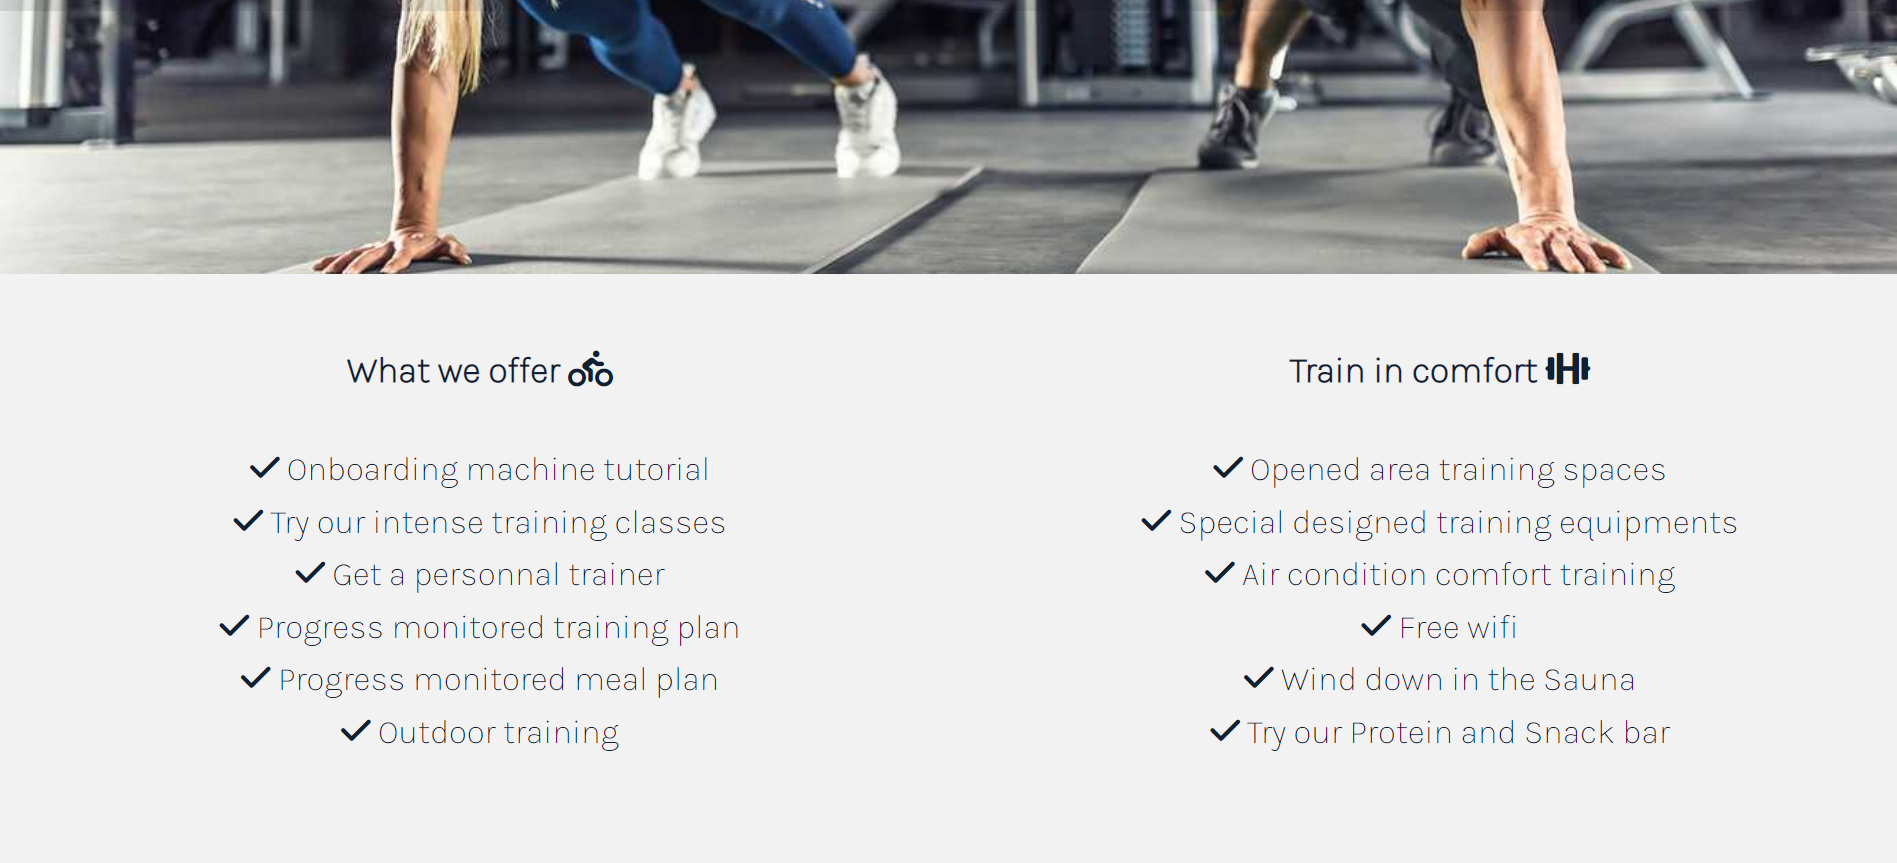 What we offer
Onboarding machine tutorial
Try our intense training classes
Get a personnal trainer
Progress monitored training plan
Progress monitored meal plan
Outdoor training
Train in comfort
Opened area training spaces
Special designed training equipments
Air condition comfort training
Free wifi
Wind down in the Sauna
Try our Protein and Snack bar